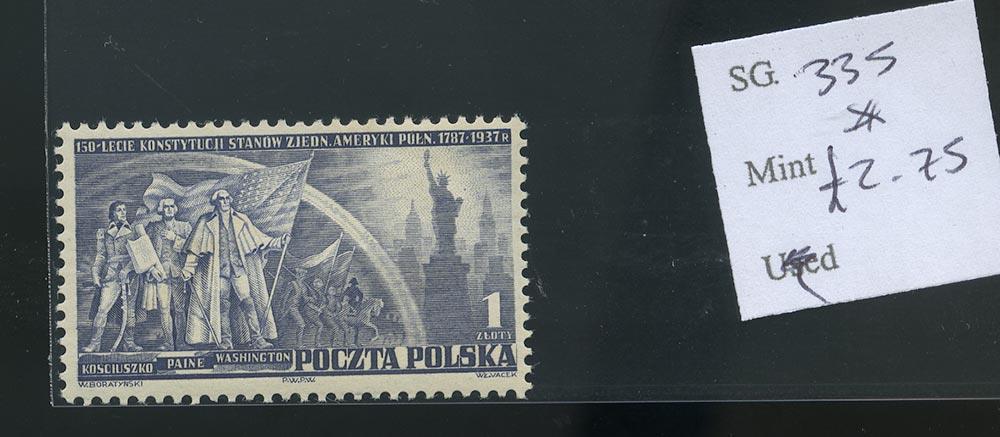 150-LECIE KONSTYTUCJI STANÓW ZJEDN. AMERYKI PÓŁN. 1787-1937 R
1
ZŁOTY
KOŚCIUSZKO PAINE WASHINGTON POCZTA POLSKA
W. BORATYŃSKI P.W.P.W. WŁ. VACEK
SG. 335
*
Mint £2.75
Used